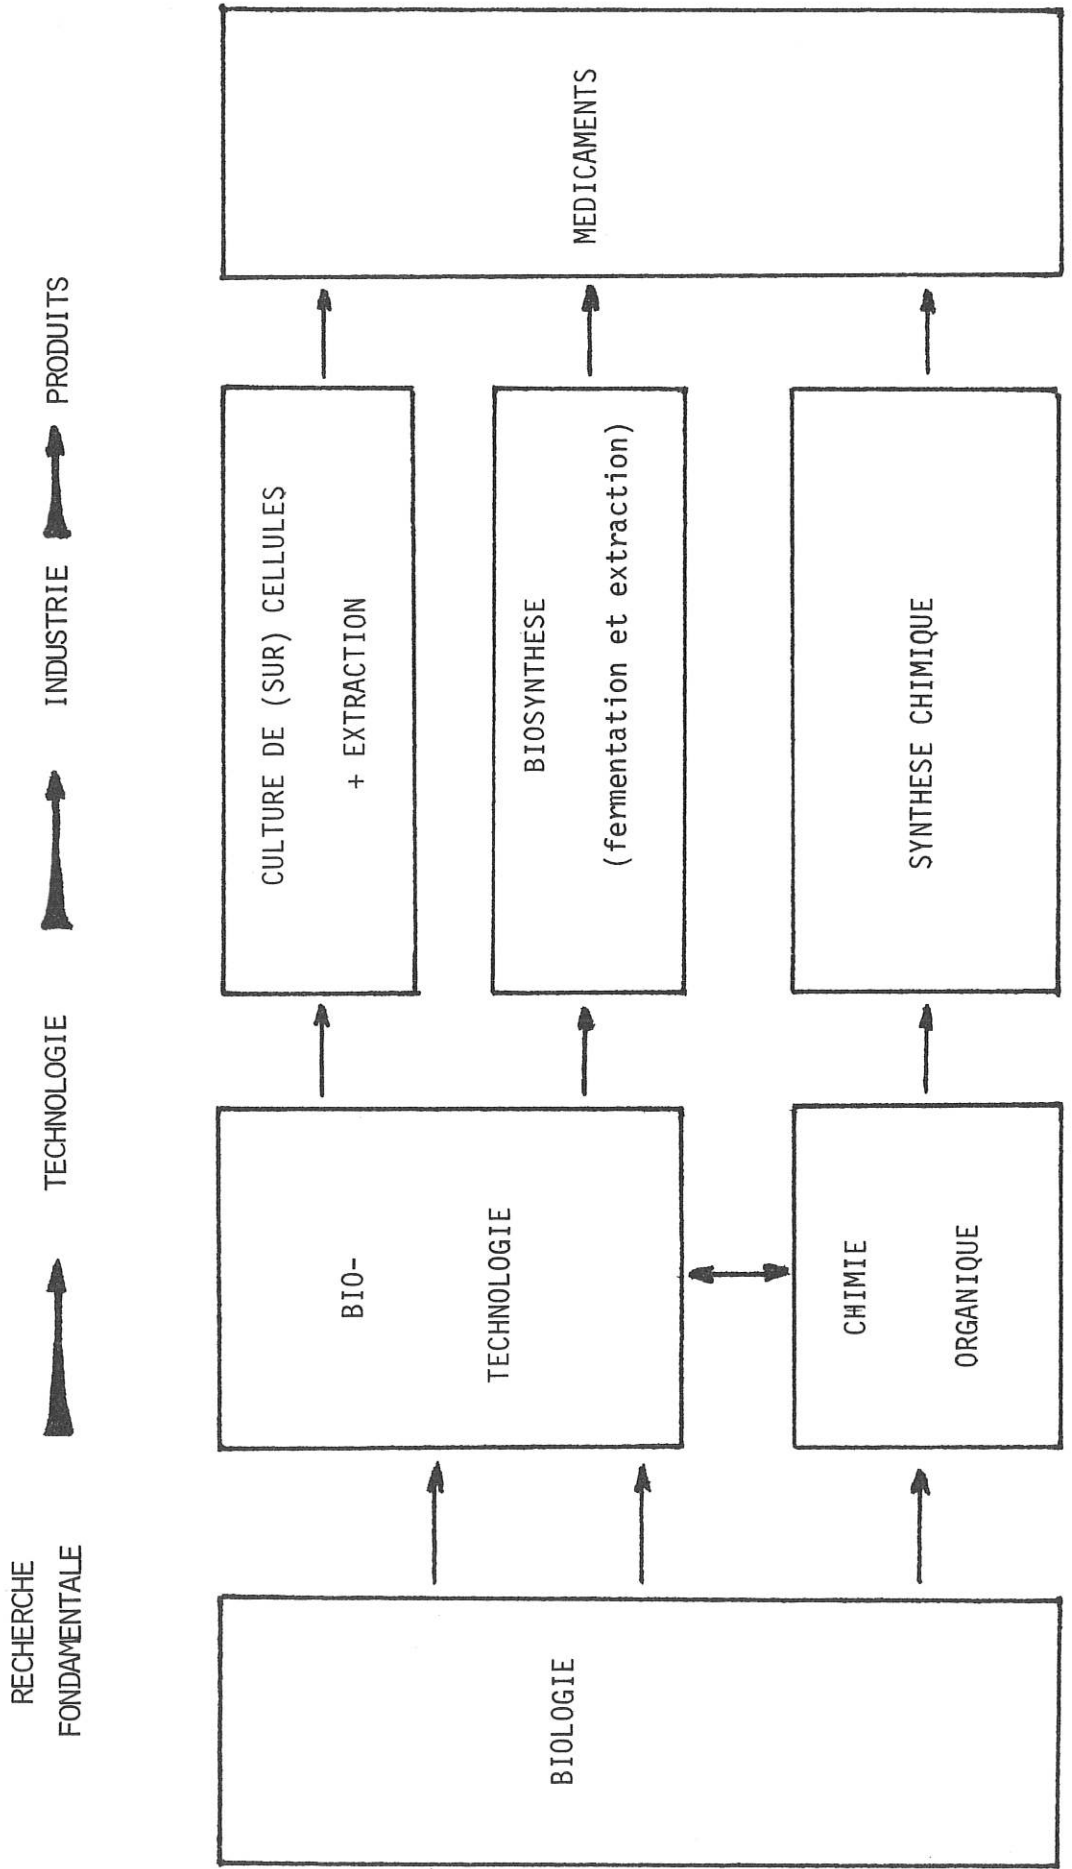 RECHERCHE
FONDAMENTALE
TECHNOLOGIE
INDUSTRIE
PRODUITS
BIOLOGIE
BIO-
TECHNOLOGIE
CHIMIE
ORGANIQUE
CULTURE DE (SUR) CELLULES
+ EXTRACTION
BIOSYNTHESE
(fermentation et extraction)
SYNTHESE CHIMIQUE
MEDICAMENTS